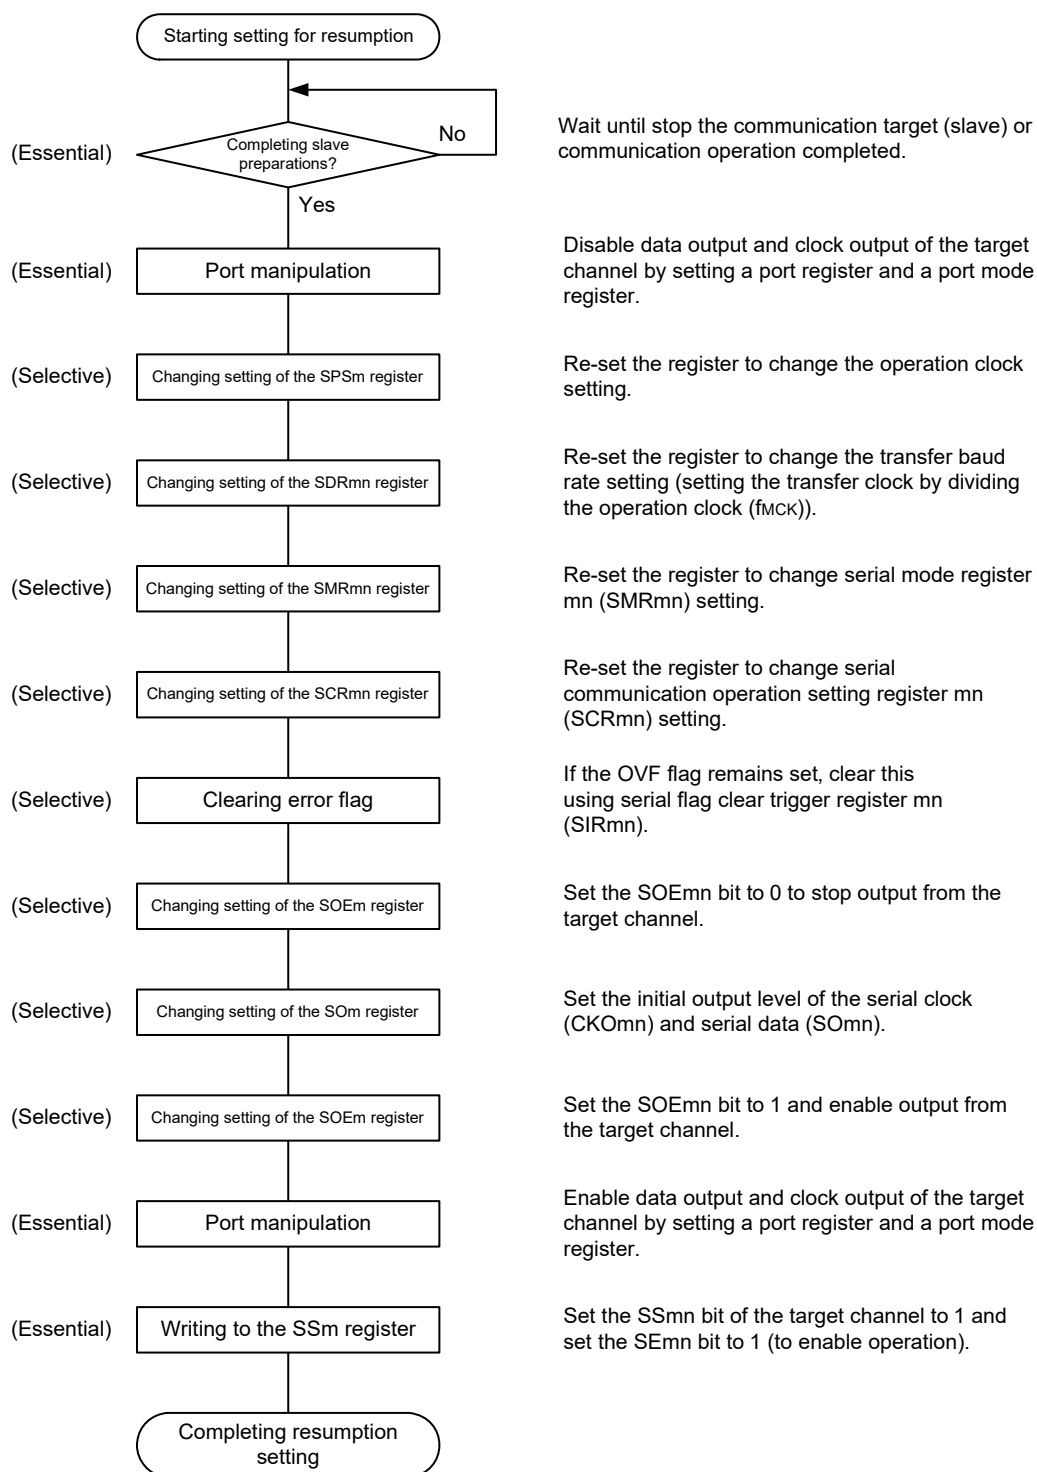 Starting setting for resumption
(Essential)
Completing slave
preparations?
No
Yes
Wait until stop the communication target (slave) or
communication operation completed.
(Essential)
Port manipulation
Disable data output and clock output of the target
channel by setting a port register and a port mode
register.
(Selective)
Changing setting of the SPSm register
Re-set the register to change the operation clock
setting.
(Selective)
Changing setting of the SDRmn register
Re-set the register to change the transfer baud
rate setting (setting the transfer clock by dividing
the operation clock (fMCK)).
(Selective)
Changing setting of the SMRmn register
Re-set the register to change serial mode register
mn (SMRmn) setting.
(Selective)
Changing setting of the SCRmn register
Re-set the register to change serial
communication operation setting register mn
(SCRmn) setting.
(Selective)
Clearing error flag
If the OVF flag remains set, clear this
using serial flag clear trigger register mn
(SIRmn).
(Selective)
Changing setting of the SOEm register
Set the SOEmn bit to 0 to stop output from the
target channel.
(Selective)
Changing setting of the SOm register
Set the initial output level of the serial clock
(CKOmn) and serial data (SOmn).
(Selective)
Changing setting of the SOEm register
Set the SOEmn bit to 1 and enable output from
the target channel.
(Essential)
Port manipulation
Enable data output and clock output of the target
channel by setting a port register and a port mode
register.
(Essential)
Writing to the SSm register
Set the SSmn bit of the target channel to 1 and
set the SEmn bit to 1 (to enable operation).
Completing resumption
setting